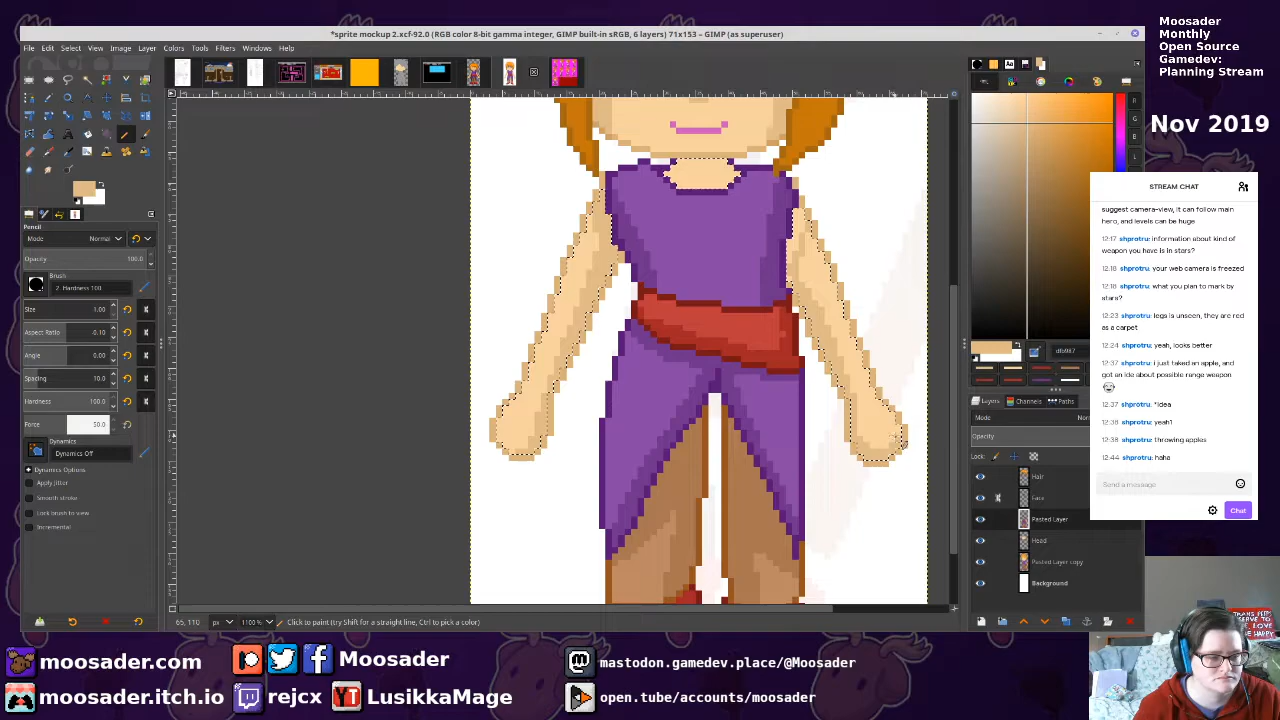 *sprite mockup 2.xcf-92.0 (RGB color 8-bit gamma integer, GIMP built-in sRGB, 6 layers) 71x153 – GIMP (as superuser)
File Edit Select View Image Layer Colors Tools Filters Windows Help
Pencil
Mode Normal
Opacity 100.0
Brush
2. Hardness 100
Size 1.00
Aspect Ratio -0.10
Angle 0.00
Spacing 10.0
Hardness 100.0
Force 50.0
Dynamics
Dynamics Off
Dynamics Options
Apply Jitter
Smooth stroke
Lock brush to view
Incremental
65, 110 px 1100 % Click to paint (try Shift for a straight line, Ctrl to pick a color)
R
G
B
L
dfb987
Layers Channels Paths
Mode
Opacity
Lock:
Hair
Face
Pasted Layer
Head
Pasted Layer copy
Background
Moosader
Monthly
Open Source
Gamedev:
Planning Stream
Nov 2019
STREAM CHAT
suggest camera-view, it can follow main
hero, and levels can be huge
12:17 shprotru: information about kind of
weapon you have is in stars?
12:18 shprotru: your web camera is freezed
12:18 shprotru: what you plan to mark by
stars?
12:23 shprotru: legs is unseen, they are red
as a carpet
12:24 shprotru: yeah, looks better
12:37 shprotru: i just taked an apple, and
got an ide about possible range weapon
12:37 shprotru: *idea
12:38 shprotru: yeah1
12:38 shprotru: throwing apples
12:44 shprotru: haha
Send a message
Chat
moosader.com
Moosader
mastodon.gamedev.place/@Moosader
moosader.itch.io
rejcx
LusikkaMage
open.tube/accounts/moosader